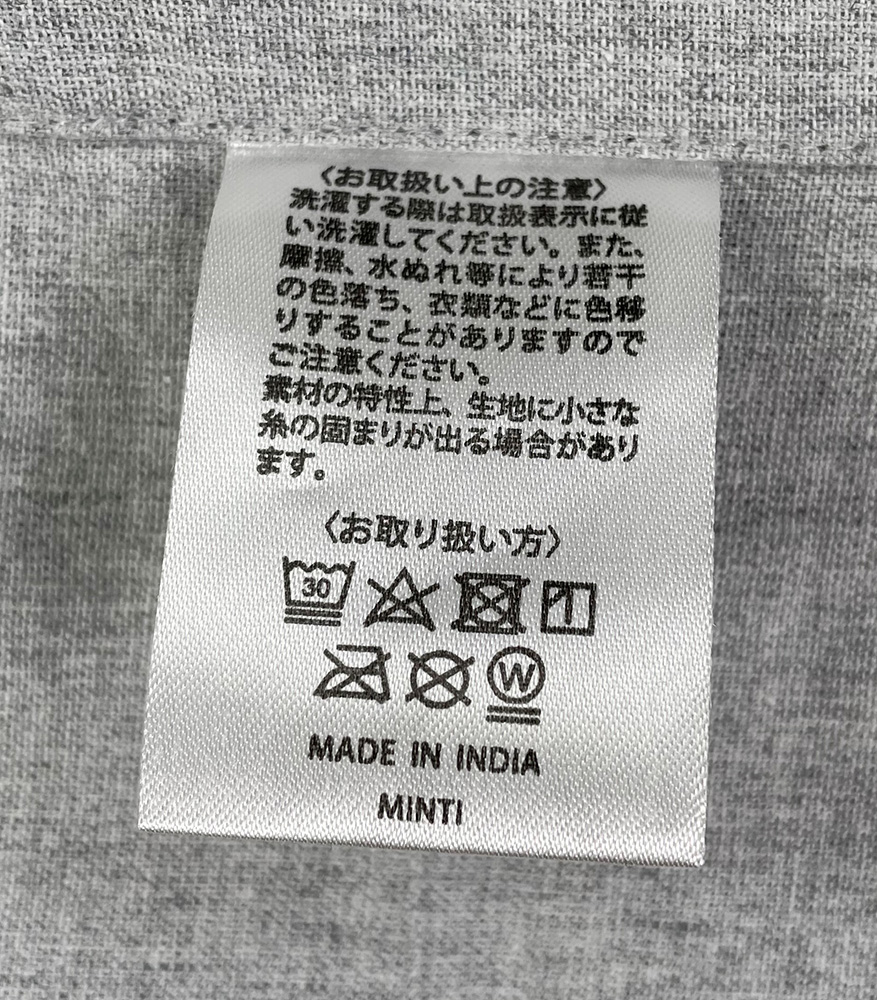 〈お取扱い上の注意〉
洗濯する際は取扱表示に従
い洗濯してください。また、
摩擦、水ぬれ等により若干
の色落ち、衣類などに色移
りすることがありますので
ご注意ください。
素材の特性上、生地に小さな
糸の固まりが出る場合があり
ます。
〈お取り扱い方〉
30
W
MADE IN INDIA
MINTI